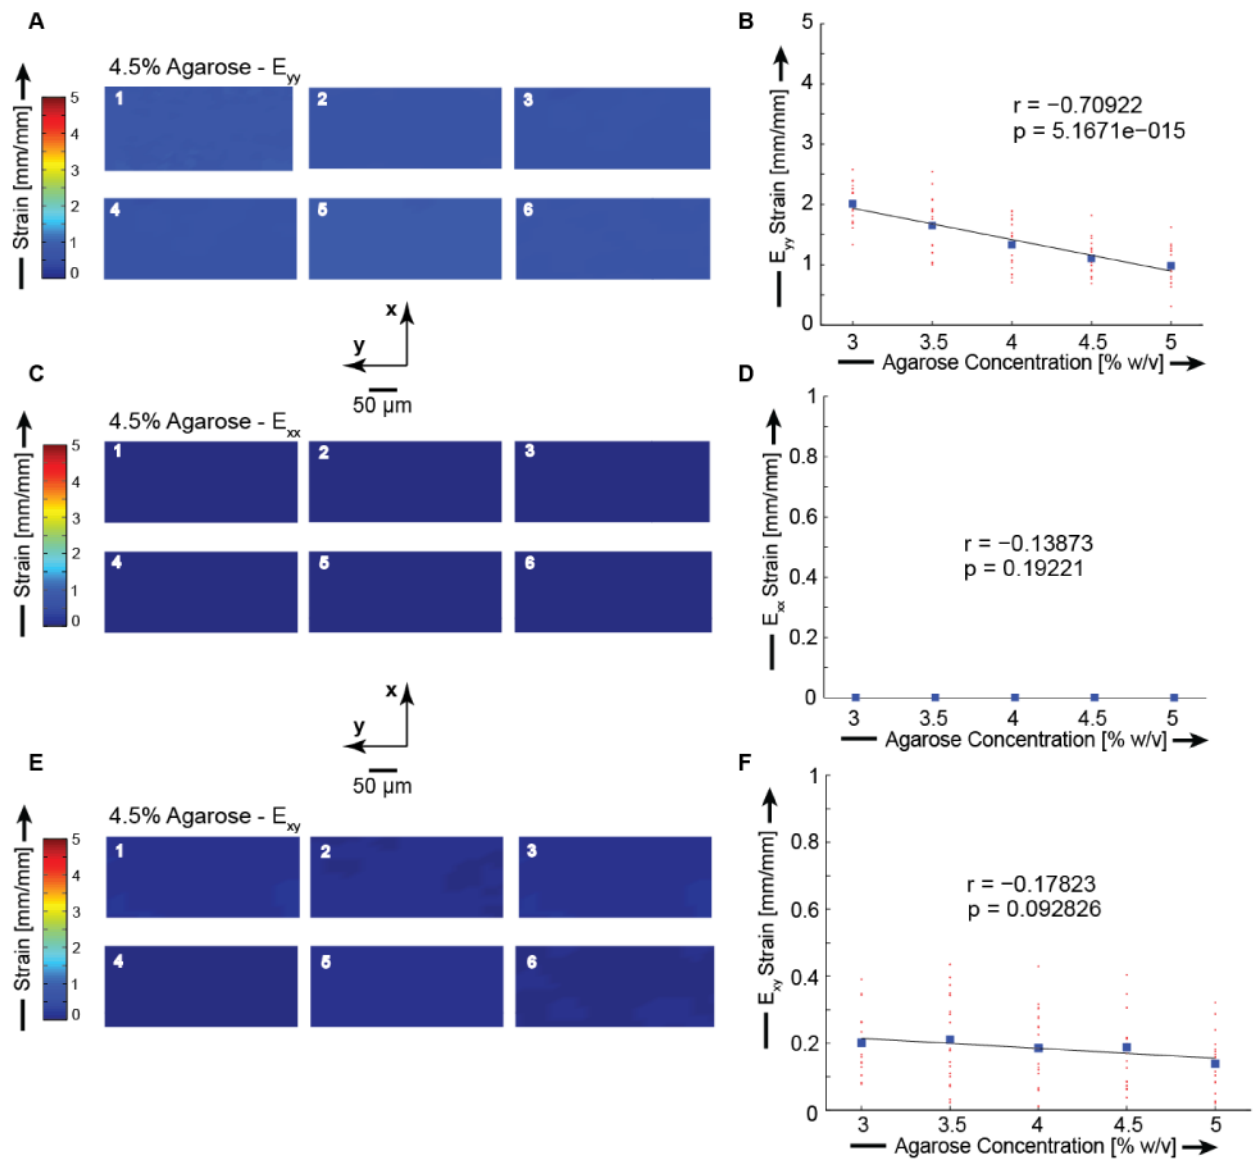 A
4.5% Agarose - Eyy
Strain [mm/mm]
5
4
3
2
1
0
1
2
3
4
5
6
x
y
50 µm
B
Eyy Strain [mm/mm]
5
4
3
2
1
0
r = −0.70922
p = 5.1671e−015
3 3.5 4 4.5 5
Agarose Concentration [% w/v]
C
4.5% Agarose - Exx
Strain [mm/mm]
5
4
3
2
1
0
1
2
3
4
5
6
x
y
50 µm
D
Exx Strain [mm/mm]
1
0.8
0.6
0.4
0.2
0
r = −0.13873
p = 0.19221
3 3.5 4 4.5 5
Agarose Concentration [% w/v]
E
4.5% Agarose - Exy
Strain [mm/mm]
5
4
3
2
1
0
1
2
3
4
5
6
F
Exy Strain [mm/mm]
1
0.8
0.6
0.4
0.2
0
r = −0.17823
p = 0.092826
3 3.5 4 4.5 5
Agarose Concentration [% w/v]